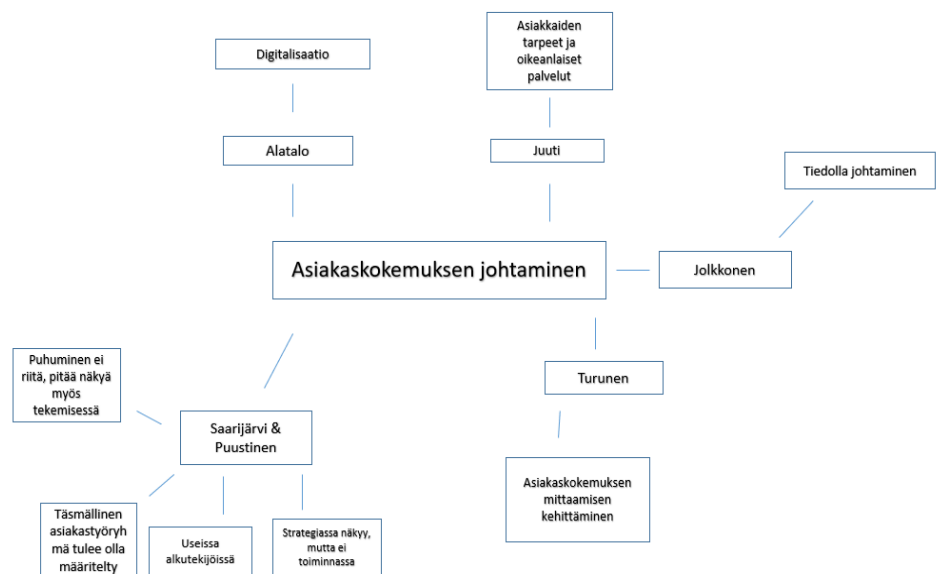 Digitalisaatio
Asiakkaiden
tarpeet ja
oikeanlaiset
palvelut
Alatalo
Juuti
Tiedolla johtaminen
Asiakaskokemuksen johtaminen
Jolkkonen
Puhuminen ei
riitä, pitää näkyä
myös
tekemisessä
Turunen
Saarijärvi &
Puustinen
Asiakaskokemuksen
mittaamisen
kehittäminen
Täsmällinen
asiakastyöryh
mä tulee olla
määritelty
Useissa
alkutekijöissä
Strategiassa näkyy,
mutta ei
toiminnassa